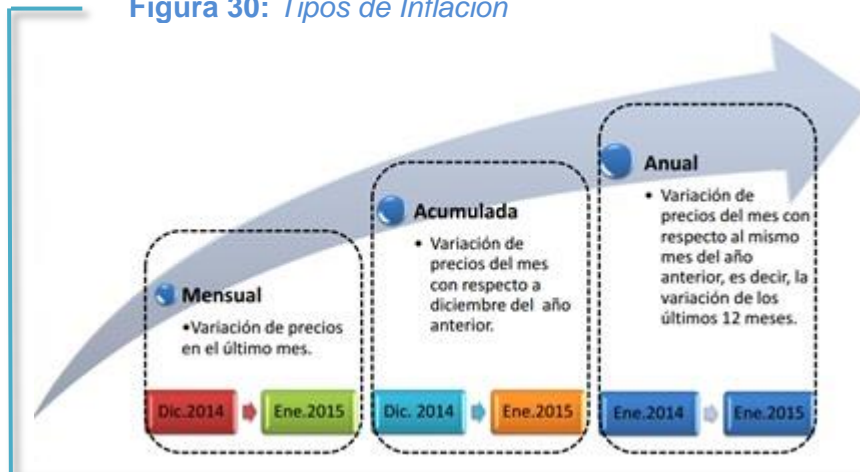 Figura 30: Tipos de Inflación
Mensual
•Variación de precios
en el último mes.
Dic.2014
Ene.2015
Acumulada
• Variación de
precios del mes
con respecto a
diciembre del año
anterior.
Dic. 2014
Ene.2015
Anual
• Variación de
precios del mes con
respecto al mismo
mes del año
anterior, es decir, la
variación de los
últimos 12 meses.
Ene.2014
Ene.2015